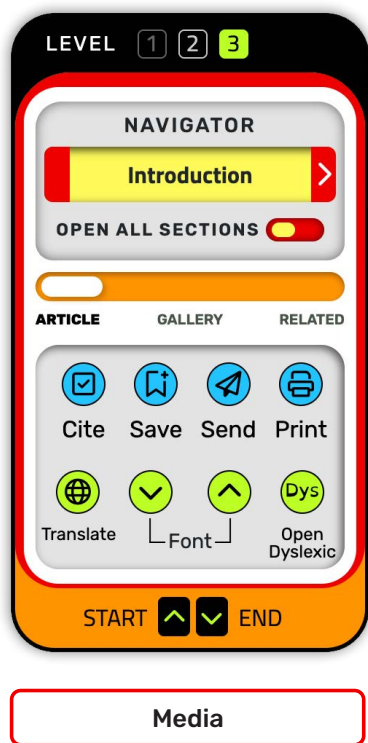 LEVEL 1 2 3
NAVIGATOR
Introduction
OPEN ALL SECTIONS
ARTICLE GALLERY RELATED
Cite Save Send Print
Dys
Translate Font Open
Dyslexic
START END
Media